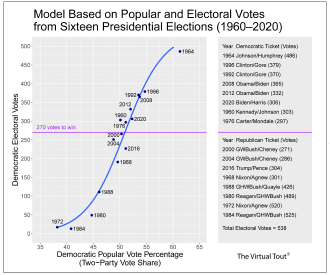 Model Based on Popular and Electoral Votes
from Sixteen Presidential Elections (1960–2020)
Democratic Electoral Votes
500
450
400
350
300
250
200
150
100
50
0
270 votes to win
1964
1996
1992
2008
2012
1960
2020
1976
2000
2004
2016
1968
1988
1980
1972
1984
35
40
45
50
55
60
65
Democratic Popular Vote Percentage
(Two–Party Vote Share)
Year Democratic Ticket (Votes)
1964 Johnson/Humphrey (486)
1996 Clinton/Gore (379)
1992 Clinton/Gore (370)
2008 Obama/Biden (365)
2012 Obama/Biden (332)
2020 Biden/Harris (306)
1960 Kennedy/Johnson (303)
1976 Carter/Mondale (297)
Year Republican Ticket (Votes)
2000 GWBush/Cheney (271)
2004 GWBush/Cheney (286)
2016 Trump/Pence (304)
1968 Nixon/Agnew (301)
1988 GHWBush/Quayle (426)
1980 Reagan/GHWBush (489)
1972 Nixon/Agnew (520)
1984 Reagan/GHWBush (525)
Total Electoral Votes = 538
The Virtual Tout®